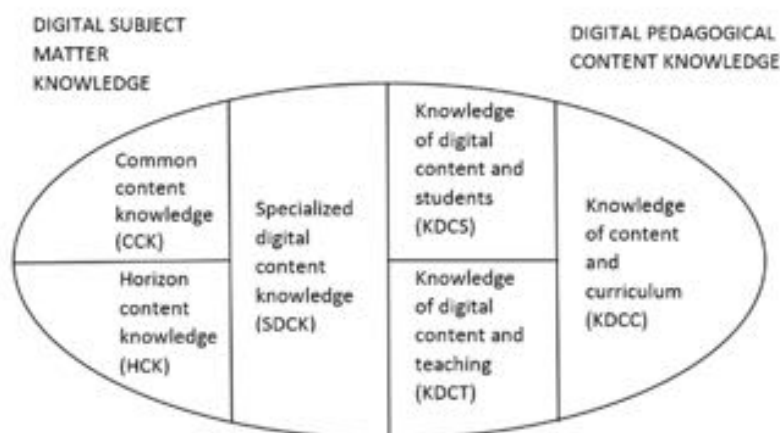 DIGITAL SUBJECT
MATTER
KNOWLEDGE
DIGITAL PEDAGOGICAL
CONTENT KNOWLEDGE
Common
content
knowledge
(CCK)
Horizon
content
knowledge
(HCK)
Specialized
digital
content
knowledge
(SDCK)
Knowledge
of digital
content and
students
(KDCS)
Knowledge
of digital
content and
teaching
(KDCT)
Knowledge
of content
and
curriculum
(KDCC)